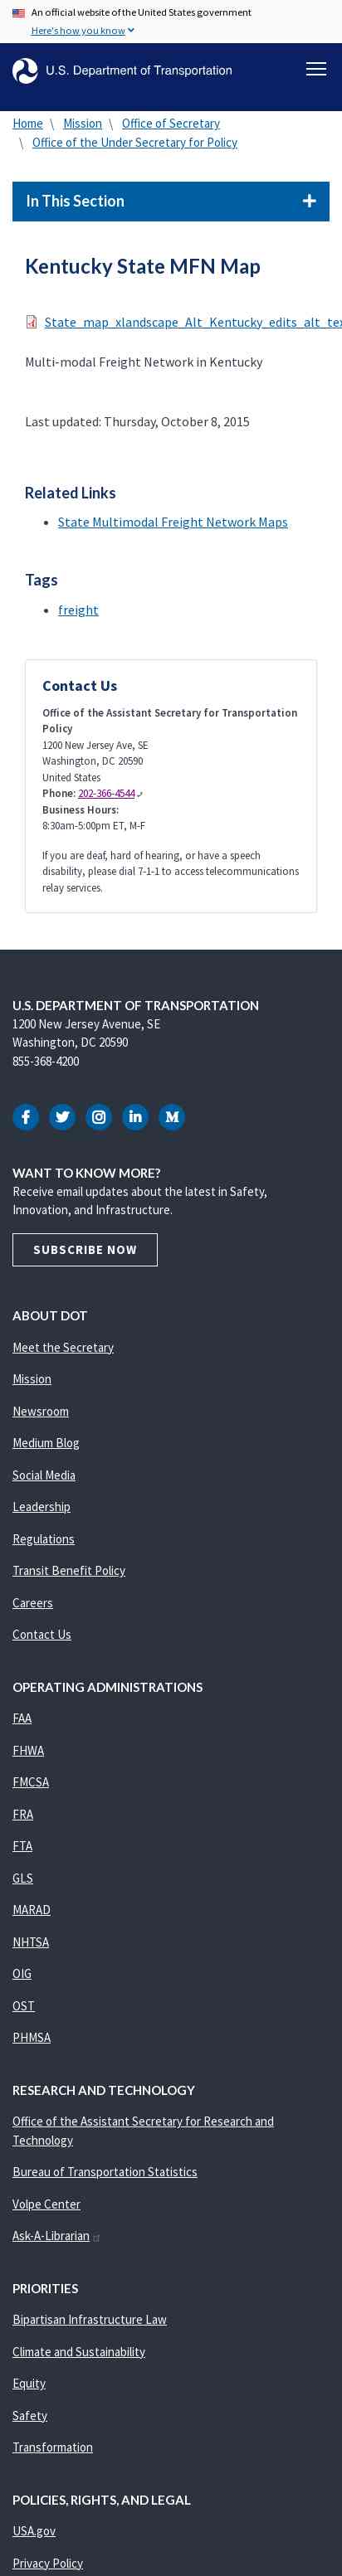 An official website of the United States government
Here's how you know
U.S. Department of Transportation
Home \ Mission \ Office of Secretary
\ Office of the Under Secretary for Policy
In This Section
Kentucky State MFN Map
State_map_xlandscape_Alt_Kentucky_edits_alt_tex
Multi-modal Freight Network in Kentucky
Last updated: Thursday, October 8, 2015
Related Links
• State Multimodal Freight Network Maps
Tags
• freight
Contact Us
Office of the Assistant Secretary for Transportation
Policy
1200 New Jersey Ave, SE
Washington, DC 20590
United States
Phone: 202-366-4544
Business Hours:
8:30am-5:00pm ET, M-F
If you are deaf, hard of hearing, or have a speech
disability, please dial 7-1-1 to access telecommunications
relay services.
U.S. DEPARTMENT OF TRANSPORTATION
1200 New Jersey Avenue, SE
Washington, DC 20590
855-368-4200
WANT TO KNOW MORE?
Receive email updates about the latest in Safety,
Innovation, and Infrastructure.
SUBSCRIBE NOW
ABOUT DOT
Meet the Secretary
Mission
Newsroom
Medium Blog
Social Media
Leadership
Regulations
Transit Benefit Policy
Careers
Contact Us
OPERATING ADMINISTRATIONS
FAA
FHWA
FMCSA
FRA
FTA
GLS
MARAD
NHTSA
OIG
OST
PHMSA
RESEARCH AND TECHNOLOGY
Office of the Assistant Secretary for Research and
Technology
Bureau of Transportation Statistics
Volpe Center
Ask-A-Librarian
PRIORITIES
Bipartisan Infrastructure Law
Climate and Sustainability
Equity
Safety
Transformation
POLICIES, RIGHTS, AND LEGAL
USA.gov
Privacy Policy